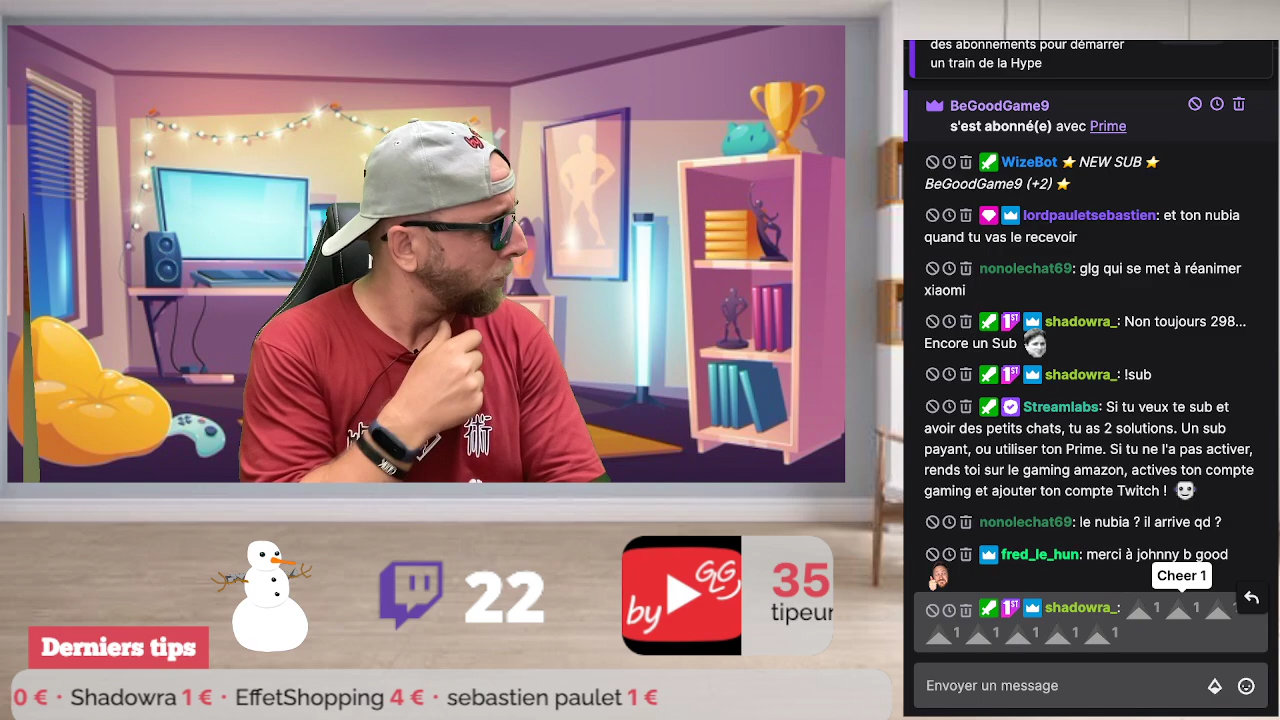 des abonnements pour démarrer
un train de la Hype
BeGoodGame9
s'est abonné(e) avec Prime
WizeBot ⭐ NEW SUB ⭐
BeGoodGame9 (+2) ⭐
lordpauletsebastien: et ton nubia
quand tu vas le recevoir
nonolechat69: glg qui se met à réanimer
xiaomi
1ST shadowra_: Non toujours 298...
Encore un Sub
1ST shadowra_: !sub
Streamlabs: Si tu veux te sub et
avoir des petits chats, tu as 2 solutions. Un sub
payant, ou utiliser ton Prime. Si tu ne l'a pas activer,
rends toi sur le gaming amazon, actives ton compte
gaming et ajouter ton compte Twitch !
nonolechat69: le nubia ? il arrive qd ?
fred_le_hun: merci à johnny b good
Cheer 1
1ST shadowra_: 1 1 1
1 1 1 1 1
Envoyer un message
術
22
by GG
35
tipeur
Derniers tips
0 € · Shadowra 1 € · EffetShopping 4 € · sebastien paulet 1 €